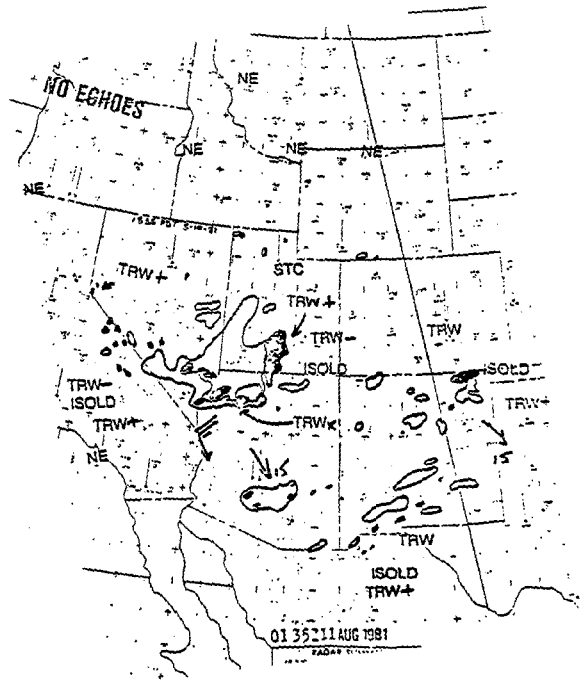 NE
NO ECHOES
NE
NE
NE
NE
STC
TRW+
TRW+
TRW-
TRW
ISOLD
ISOLD
TRW-
ISOLD
TRW+
TRW+
TRWx
NE
15
15
TRW
ISOLD
TRW+
01 35Z 11 AUG 1981